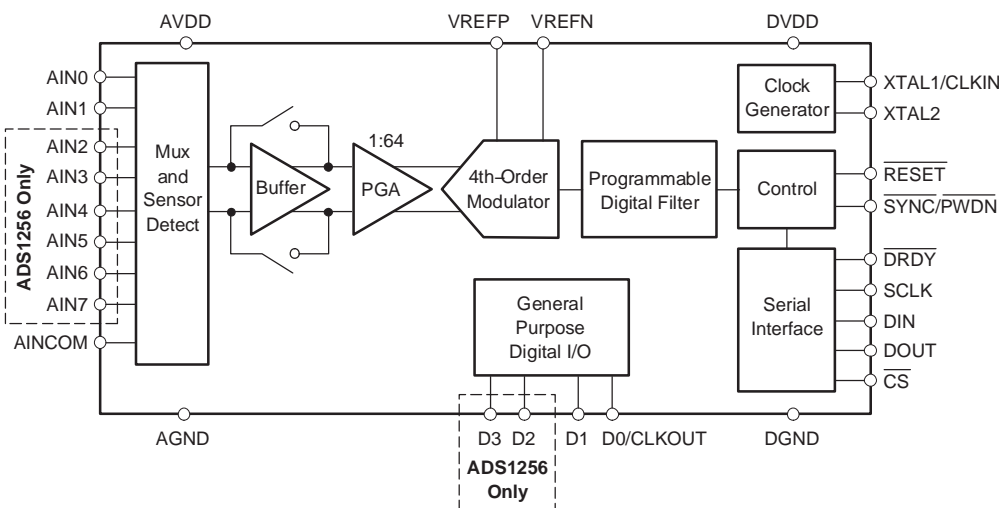 AVDD
VREFP
VREFN
DVDD
AIN0
AIN1
AIN2
AIN3
AIN4
AIN5
AIN6
AIN7
AINCOM
ADS1256 Only
Mux
and
Sensor
Detect
Buffer
1:64
PGA
4th-Order
Modulator
Programmable
Digital Filter
Clock
Generator
Control
Serial
Interface
General
Purpose
Digital I/O
XTAL1/CLKIN
XTAL2
RESET
SYNC/PWDN
DRDY
SCLK
DIN
DOUT
CS
AGND
D3
D2
D1
D0/CLKOUT
DGND
ADS1256
Only